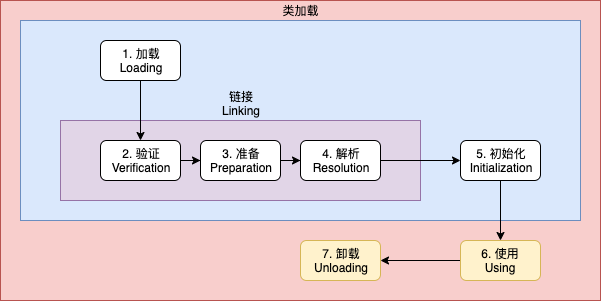 类加载
1. 加载
Loading
链接
Linking
2. 验证
Verification
3. 准备
Preparation
4. 解析
Resolution
5. 初始化
Initialization
7. 卸载
Unloading
6. 使用
Using